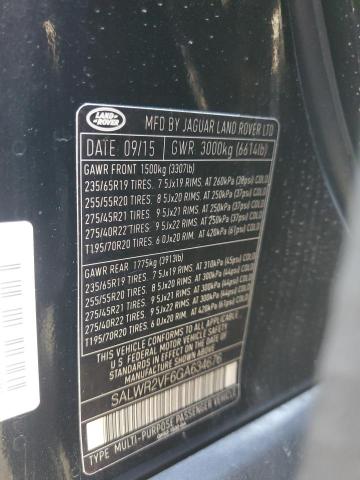 LAND ROVER
MFD BY JAGUAR LAND ROVER LTD
DATE 09/15 GWR 3000kg (6614lb)
GAWR FRONT 1500kg (3307lb)
235/65R19 TIRES. 7.5Jx19 RIMS. AT 260kPa (38psi) COLD
255/55R20 TIRES. 8.5Jx20 RIMS. AT 250kPa (37psi) COLD
275/45R21 TIRES. 9.5Jx21 RIMS. AT 250kPa (37psi) COLD
275/40R22 TIRES. 9.5Jx22 RIMS. AT 250kPa (37psi) COLD
T195/70R20 TIRES. 6.0Jx20 RIM. AT 420kPa (61psi) COLD
GAWR REAR 1775kg (3913lb)
235/65R19 TIRES. 7.5Jx19 RIMS. AT 310kPa (45psi) COLD
255/55R20 TIRES. 8.5Jx20 RIMS. AT 300kPa (44psi) COLD
275/45R21 TIRES. 9.5Jx21 RIMS. AT 300kPa (44psi) COLD
275/40R22 TIRES. 9.5Jx22 RIMS. AT 300kPa (44psi) COLD
T195/70R20 TIRES. 6.0Jx20 RIM. AT 420kPa (61psi) COLD
THIS VEHICLE CONFORMS TO ALL APPLICABLE
U.S. FEDERAL MOTOR VEHICLE SAFETY STANDARDS
IN EFFECT ON THE DATE OF MANUFACTURE SHOWN ABOVE
SALWR2VF6GA634676
TYPE: MULTI-PURPOSE PASSENGER VEHICLE